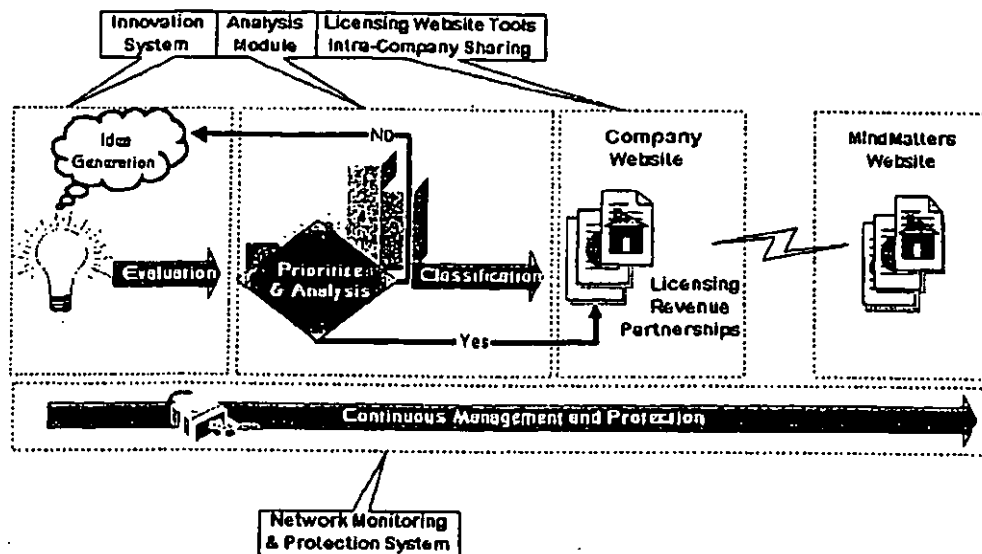 Innovation
System
Analysis
Module
Licensing Website Tools
Intra-Company Sharing
Idea
Generation
NO
Company
Website
MindMatters
Website
Evaluation
Prioritize
& Analysis
Classification
Licensing
Revenue
Partnerships
Yes
Continuous Management and Protection
Network Monitoring
& Protection System